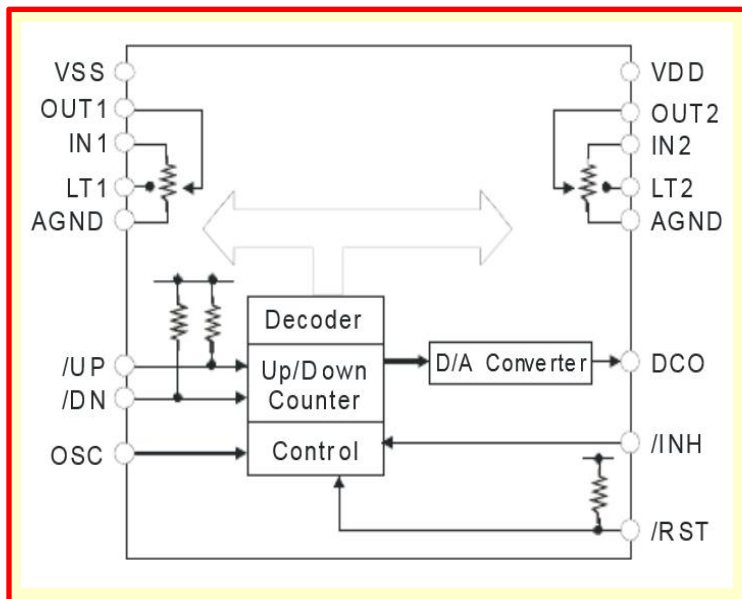 VSS
OUT1
IN1
LT1
AGND
VDD
OUT2
IN2
LT2
AGND
Decoder
Up/Down
Counter
Control
D/A Converter
/UP
/DN
OSC
DCO
/INH
/RST